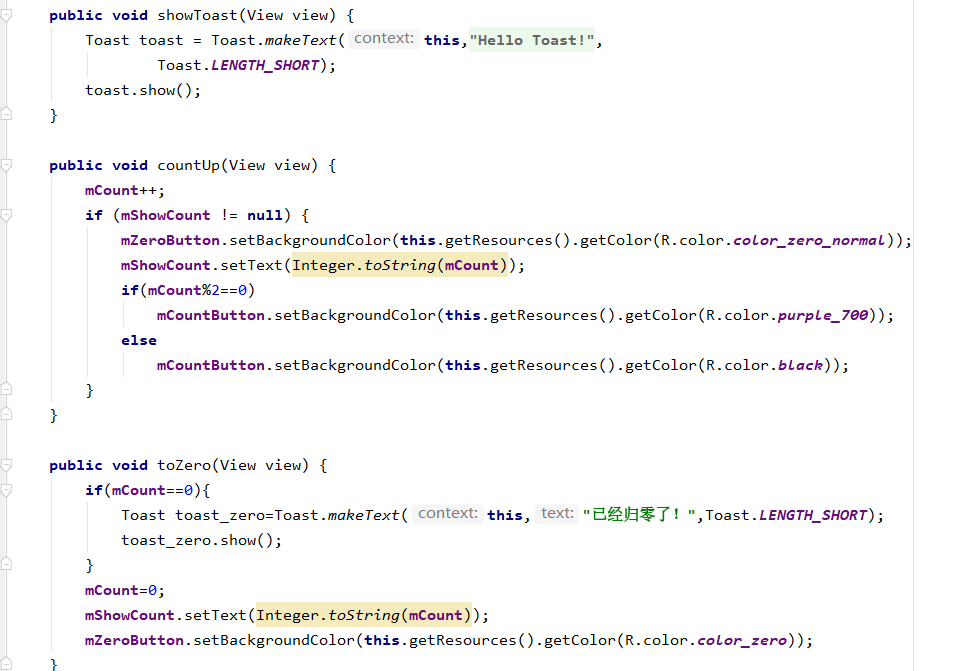 public void showToast(View view) {
Toast toast = Toast.makeText( context: this,"Hello Toast!",
Toast.LENGTH_SHORT);
toast.show();
}
public void countUp(View view) {
mCount++;
if (mShowCount != null) {
mZeroButton.setBackgroundColor(this.getResources().getColor(R.color.color_zero_normal));
mShowCount.setText(Integer.toString(mCount));
if(mCount%2==0)
mCountButton.setBackgroundColor(this.getResources().getColor(R.color.purple_700));
else
mCountButton.setBackgroundColor(this.getResources().getColor(R.color.black));
}
}
public void toZero(View view) {
if(mCount==0){
Toast toast_zero=Toast.makeText( context: this, text: "已经归零了！",Toast.LENGTH_SHORT);
toast_zero.show();
}
mCount=0;
mShowCount.setText(Integer.toString(mCount));
mZeroButton.setBackgroundColor(this.getResources().getColor(R.color.color_zero));
}